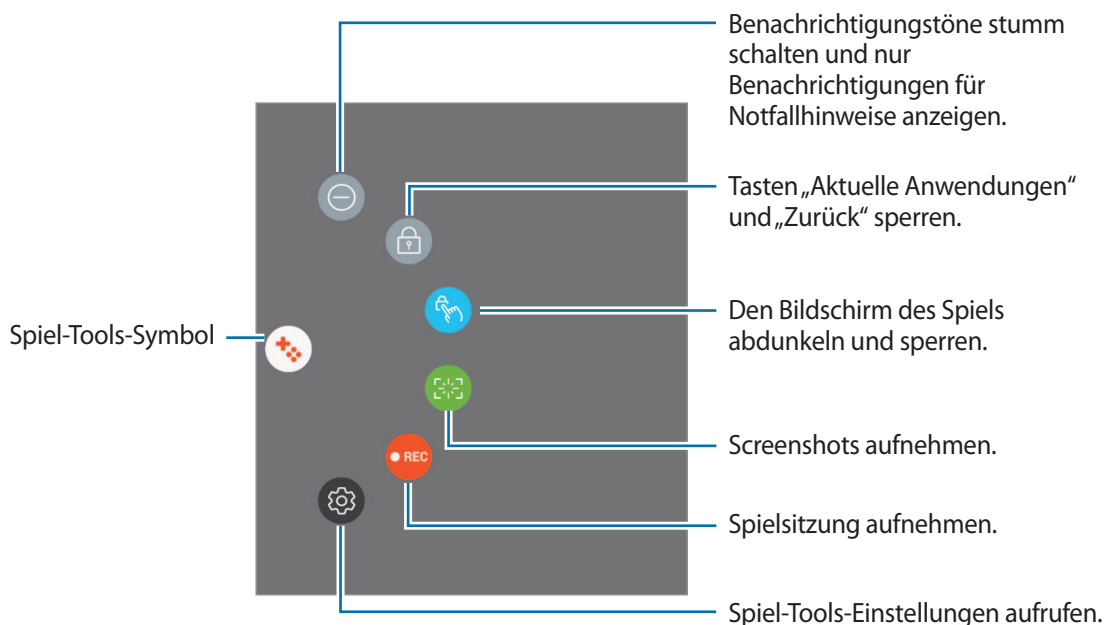 Benachrichtigungstöne stumm
schalten und nur
Benachrichtigungen für
Notfallhinweise anzeigen.
Tasten „Aktuelle Anwendungen“
und „Zurück“ sperren.
Den Bildschirm des Spiels
abdunkeln und sperren.
Spiel-Tools-Symbol
Screenshots aufnehmen.
REC
Spielsitzung aufnehmen.
Spiel-Tools-Einstellungen aufrufen.